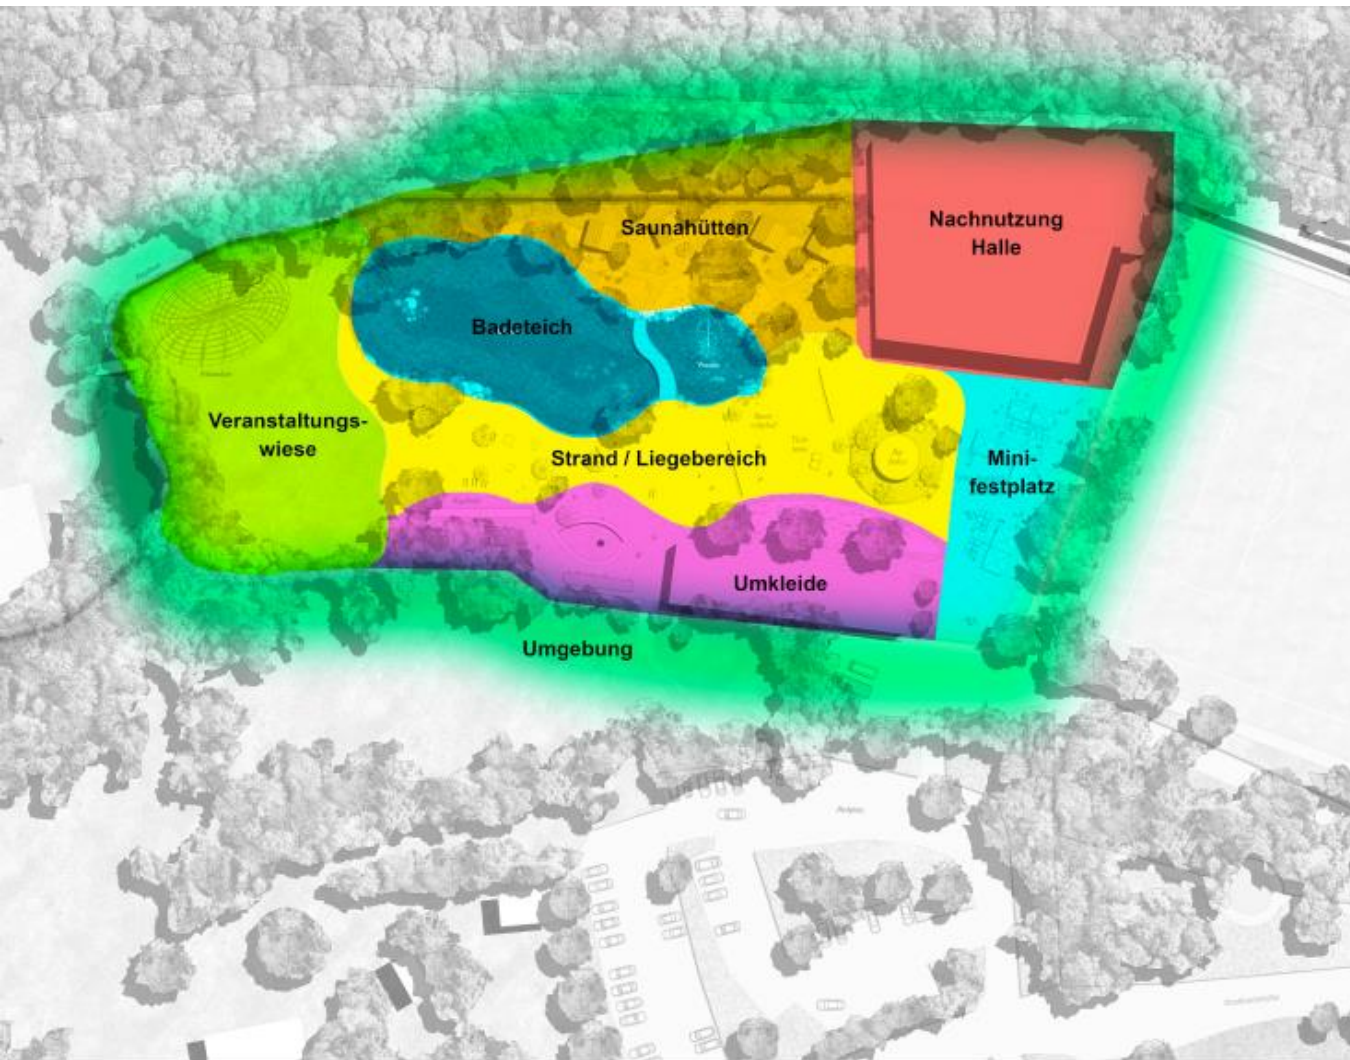 Saunahütten
Nachnutzung
Halle
Badeteich
Veranstaltungs-
wiese
Strand / Liegebereich
Mini-
festplatz
Umkleide
Umgebung